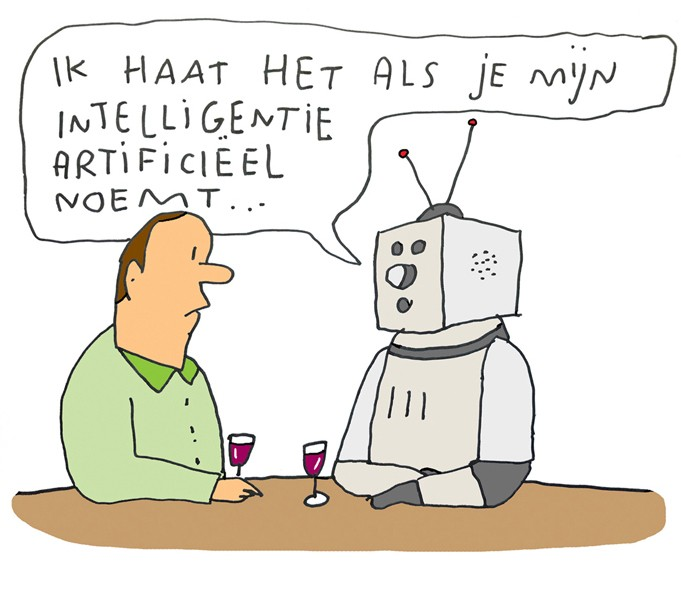 IK HAAT HET ALS JE MIJN
INTELLIGENTIE
ARTIFICIËEL
NOEMT...